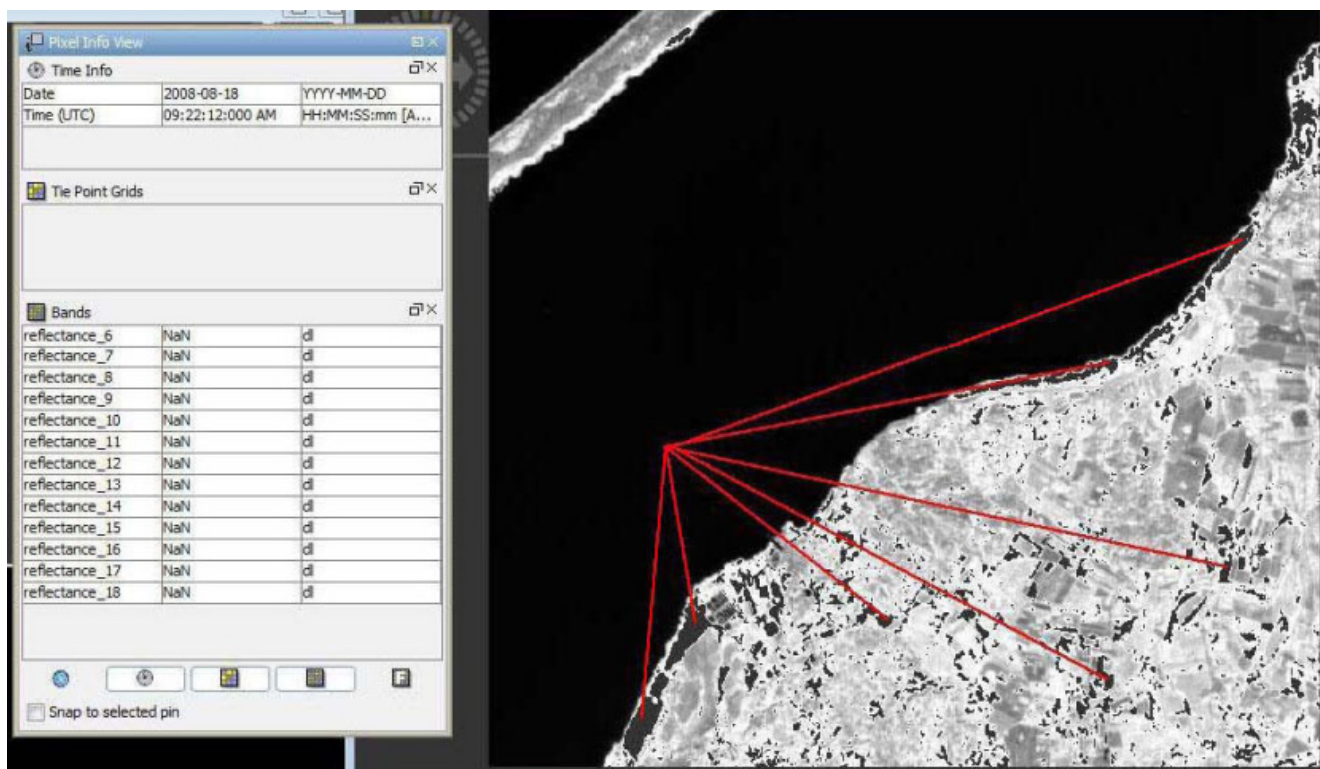 Pixel Info View
Time Info
Date 2008-08-18 YYYY-MM-DD
Time (UTC) 09:22:12:000 AM HH:MM:SS:mm [A...
Tie Point Grids
Bands
reflectance_6 NaN dl
reflectance_7 NaN dl
reflectance_8 NaN dl
reflectance_9 NaN dl
reflectance_10 NaN dl
reflectance_11 NaN dl
reflectance_12 NaN dl
reflectance_13 NaN dl
reflectance_14 NaN dl
reflectance_15 NaN dl
reflectance_16 NaN dl
reflectance_17 NaN dl
reflectance_18 NaN dl
Snap to selected pin